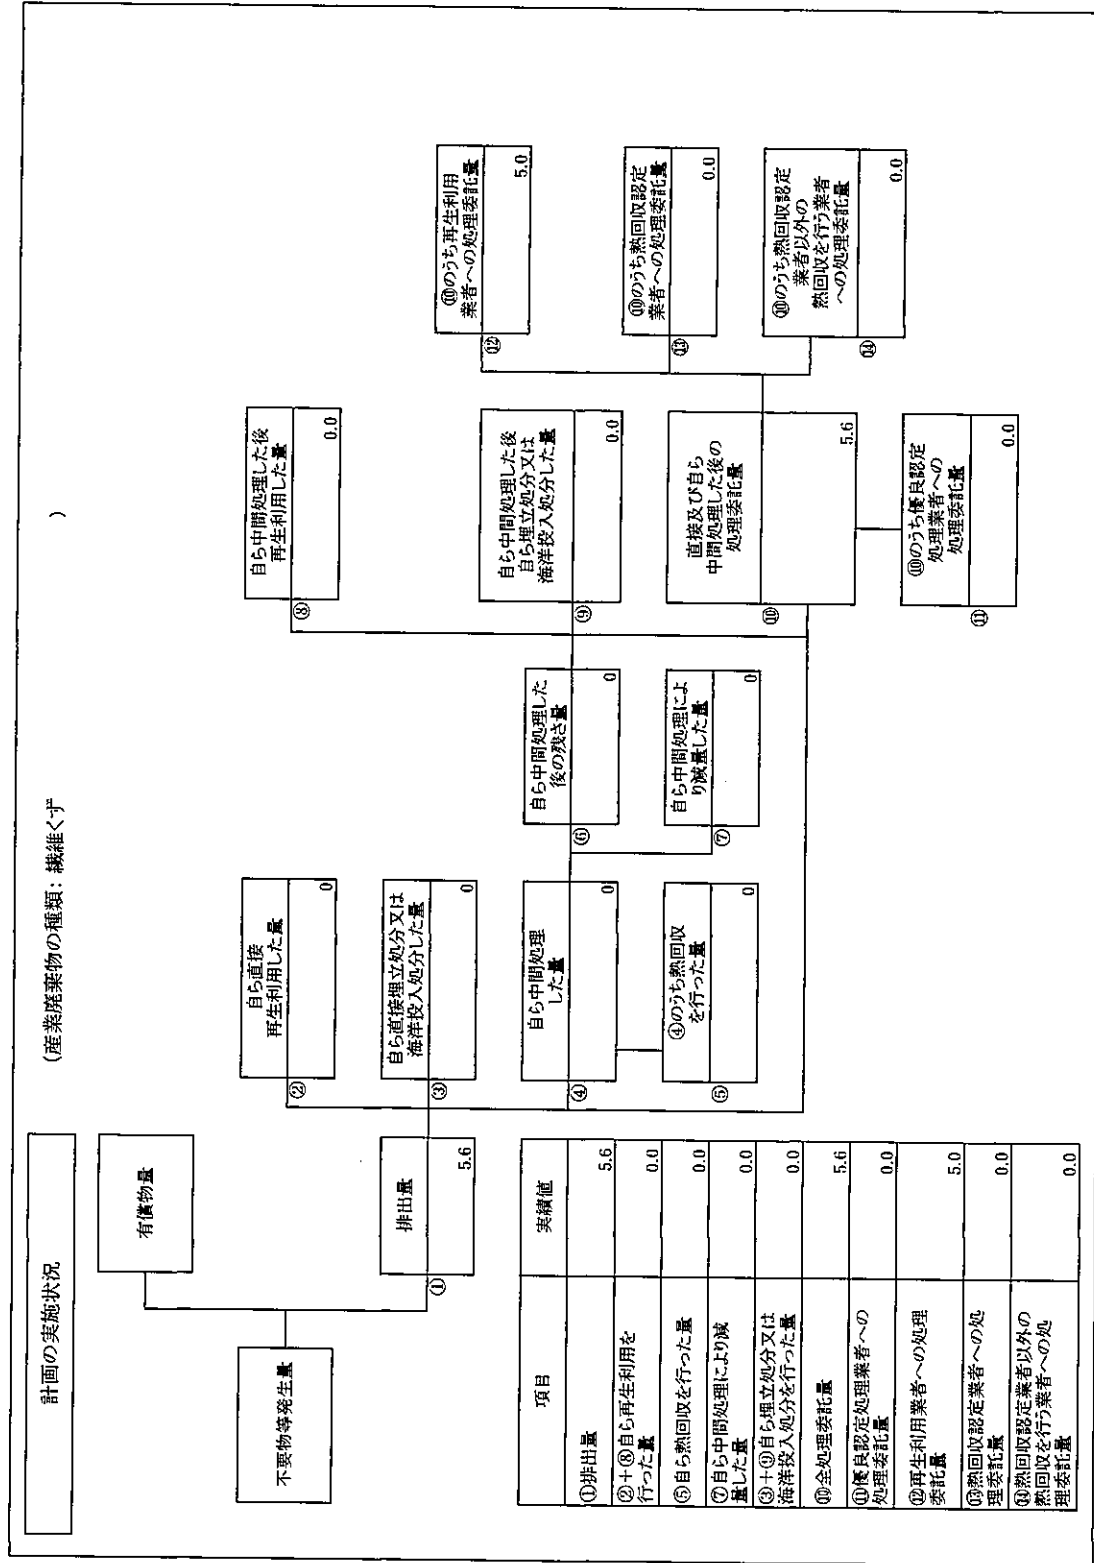 計画の実施状況
(産業廃棄物の種類: 繊維くず
)
不要物等発生量
有償物量
①
排出量
5.6
②
自ら直接
再生利用した量
0
③
自ら直接埋立処分又は
海洋投入処分した量
0
④
自ら中間処理
した量
0
⑤
④のうち熱回収
を行った量
0
⑥
自ら中間処理した
後の残さ量
0
⑦
自ら中間処理によ
り減量した量
0
⑧
自ら中間処理した後
再生利用した量
0.0
⑨
自ら中間処理した後
自ら埋立処分又は
海洋投入処分した量
0.0
⑩
直接及び自ら
中間処理した後の
処理委託量
5.6
⑪
⑩のうち優良認定
処理業者への
処理委託量
0.0
⑫
⑩のうち再生利用
業者への処理委託量
5.0
⑬
⑩のうち熱回収認定
業者への処理委託量
0.0
⑭
⑩のうち熱回収認定
業者以外の
熱回収を行う業者
への処理委託量
0.0
項目 実績値
①排出量 5.6
②+⑧自ら再生利用を
行った量 0.0
⑤自ら熱回収を行った量 0.0
⑦自ら中間処理により減
量した量 0.0
③+⑨自ら埋立処分又は
海洋投入処分を行った量 0.0
⑩全処理委託量 5.6
⑪優良認定処理業者への
処理委託量 0.0
⑫再生利用業者への処理
委託量 5.0
⑬熱回収認定業者への処
理委託量 0.0
⑭熱回収認定業者以外の
熱回収を行う業者への処
理委託量 0.0